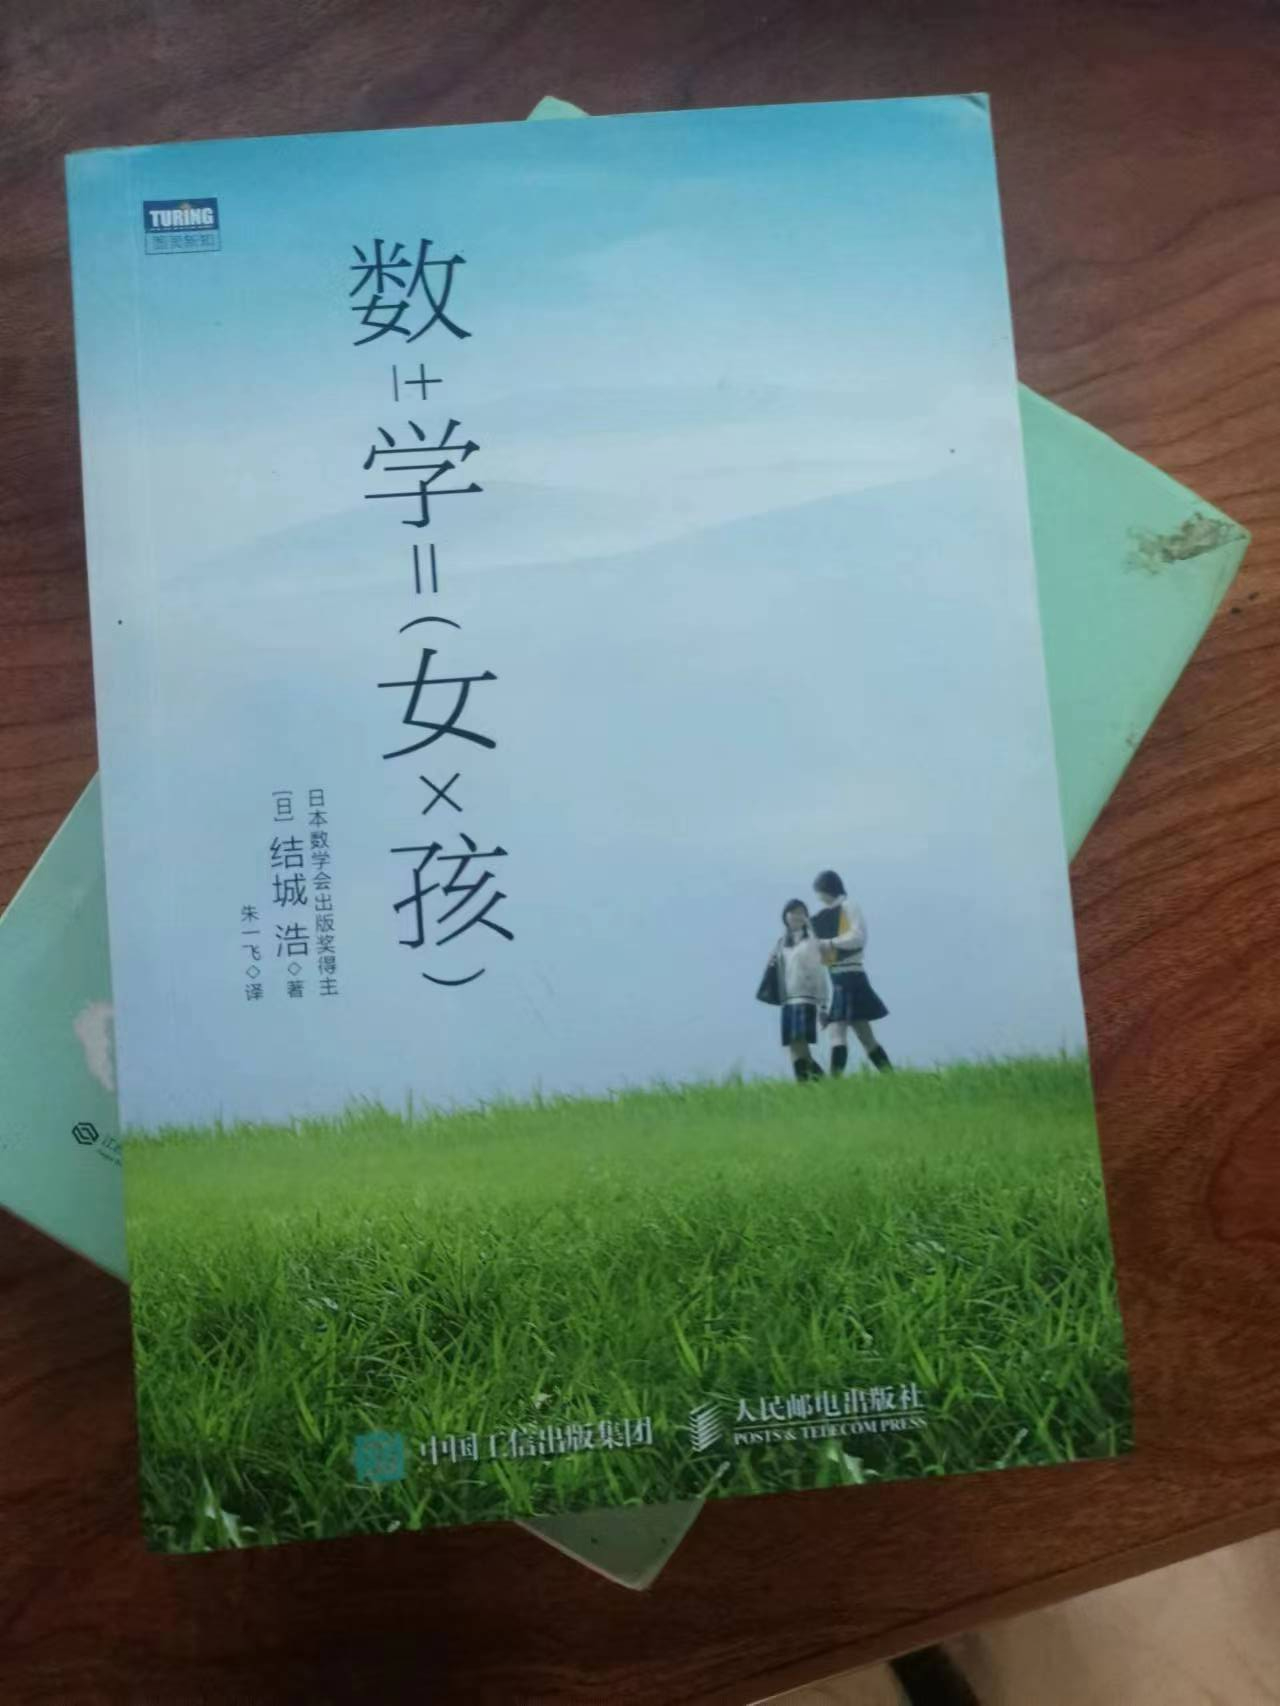 TURING
图灵新知
数±学=(女×孩)
日本数学会出版奖得主
[日]结城 浩◇著
朱一飞◇译
中国工信出版集团
人民邮电出版社
POSTS & TELECOM PRESS